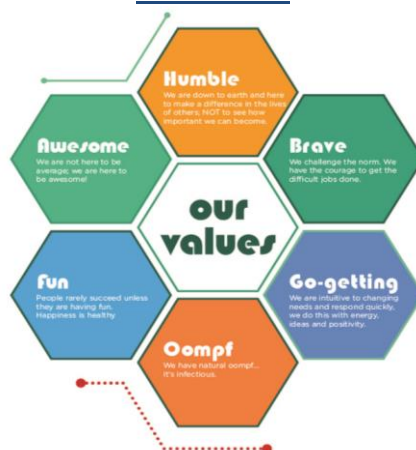 Humble
We are down to earth and here
to make a difference in the lives
of others; NOT to see how
important we can become.
Awesome
We are not here to be
average; we are here to
be awesome!
Brave
We challenge the norm. We
have the courage to get the
difficult jobs done.
our
values
Fun
People rarely succeed unless
they are having fun.
Happiness is healthy
Go-getting
We are intuitive to changing
needs and respond quickly,
we do this with energy,
ideas and positivity.
Oompf
We have natural oompf...
it's infectious.